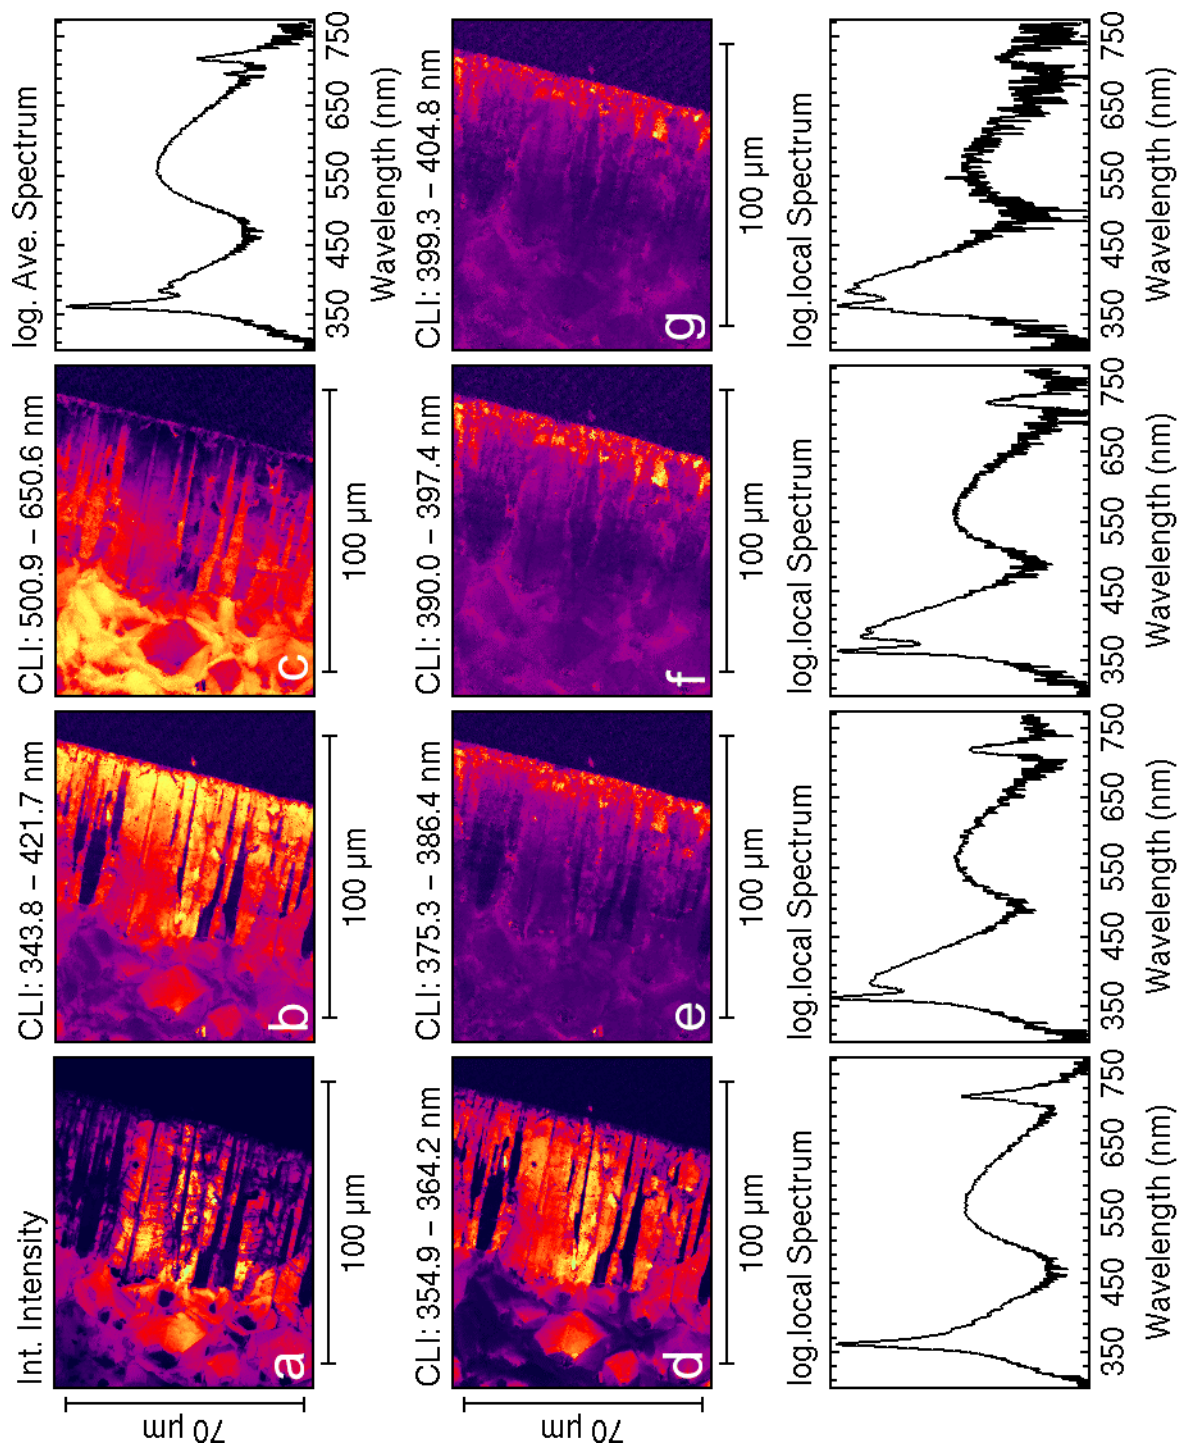 Int. Intensity
CLI: 343.8 – 421.7 nm
CLI: 500.9 – 650.6 nm
log. Ave. Spectrum
70 µm
a
b
c
100 µm
100 µm
100 µm
350 450 550 650 750
Wavelength (nm)
CLI: 354.9 – 364.2 nm
CLI: 375.3 – 386.4 nm
CLI: 390.0 – 397.4 nm
CLI: 399.3 – 404.8 nm
70 µm
d
e
f
g
100 µm
100 µm
100 µm
100 µm
log.local Spectrum
log.local Spectrum
log.local Spectrum
log.local Spectrum
350 450 550 650 750
350 450 550 650 750
350 450 550 650 750
350 450 550 650 750
Wavelength (nm)
Wavelength (nm)
Wavelength (nm)
Wavelength (nm)